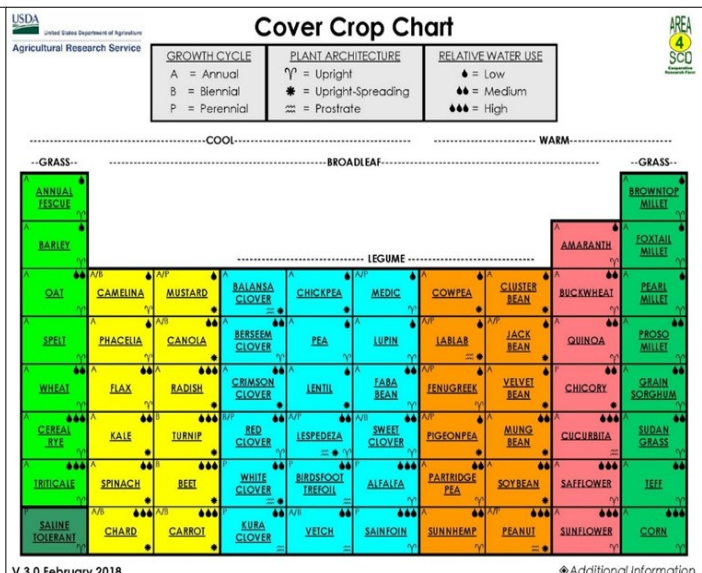 USDA
United States Department of Agriculture
Agricultural Research Service
Cover Crop Chart
AREA
4
SCD
Cooperative
Research Farm
GROWTH CYCLE
A = Annual
B = Biennial
P = Perennial
PLANT ARCHITECTURE
= Upright
= Upright-Spreading
= Prostrate
RELATIVE WATER USE
= Low
= Medium
= High
COOL
WARM
--GRASS--
BROADLEAF
--GRASS--
A
ANNUAL
FESCUE
A
BROWNTOP
MILLET
A
BARLEY
LEGUME
A
AMARANTH
A
FOXTAIL
MILLET
A
OAT
A/B
CAMELINA
A/P
MUSTARD
A
BALANSA
CLOVER
A
CHICKPEA
A/P
MEDIC
A
COWPEA
A
CLUSTER
BEAN
A
BUCKWHEAT
A
PEARL
MILLET
A
SPELT
A
PHACELIA
A/B
CANOLA
A
BERSEEM
CLOVER
A
PEA
A
LUPIN
A/P
LABLAB
A/P
JACK
BEAN
A
QUINOA
A
PROSO
MILLET
A
WHEAT
A
FLAX
A
RADISH
A
CRIMSON
CLOVER
A
LENTIL
A
FABA
BEAN
A
FENUGREEK
A
VELVET
BEAN
P
CHICORY
A
GRAIN
SORGHUM
A
CEREAL
RYE
A
KALE
B
TURNIP
B/P
RED
CLOVER
A/P
LESPEDEZA
A/B
SWEET
CLOVER
A/P
PIGEONPEA
A
MUNG
BEAN
A
CUCURBITA
A
SUDAN
GRASS
A
TRITICALE
A
SPINACH
B
BEET
P
WHITE
CLOVER
P
BIRDSFOOT
TREFOIL
P
ALFALFA
A
PARTRIDGE
PEA
A
SOYBEAN
A
SAFFLOWER
A
TEFF
P
SALINE
TOLERANT
A/B
CHARD
A/B
CARROT
P
KURA
CLOVER
A/B
VETCH
P
SAINFOIN
A
SUNNHEMP
A/P
PEANUT
A
SUNFLOWER
A
CORN
V 3.0 February 2018
Additional Information